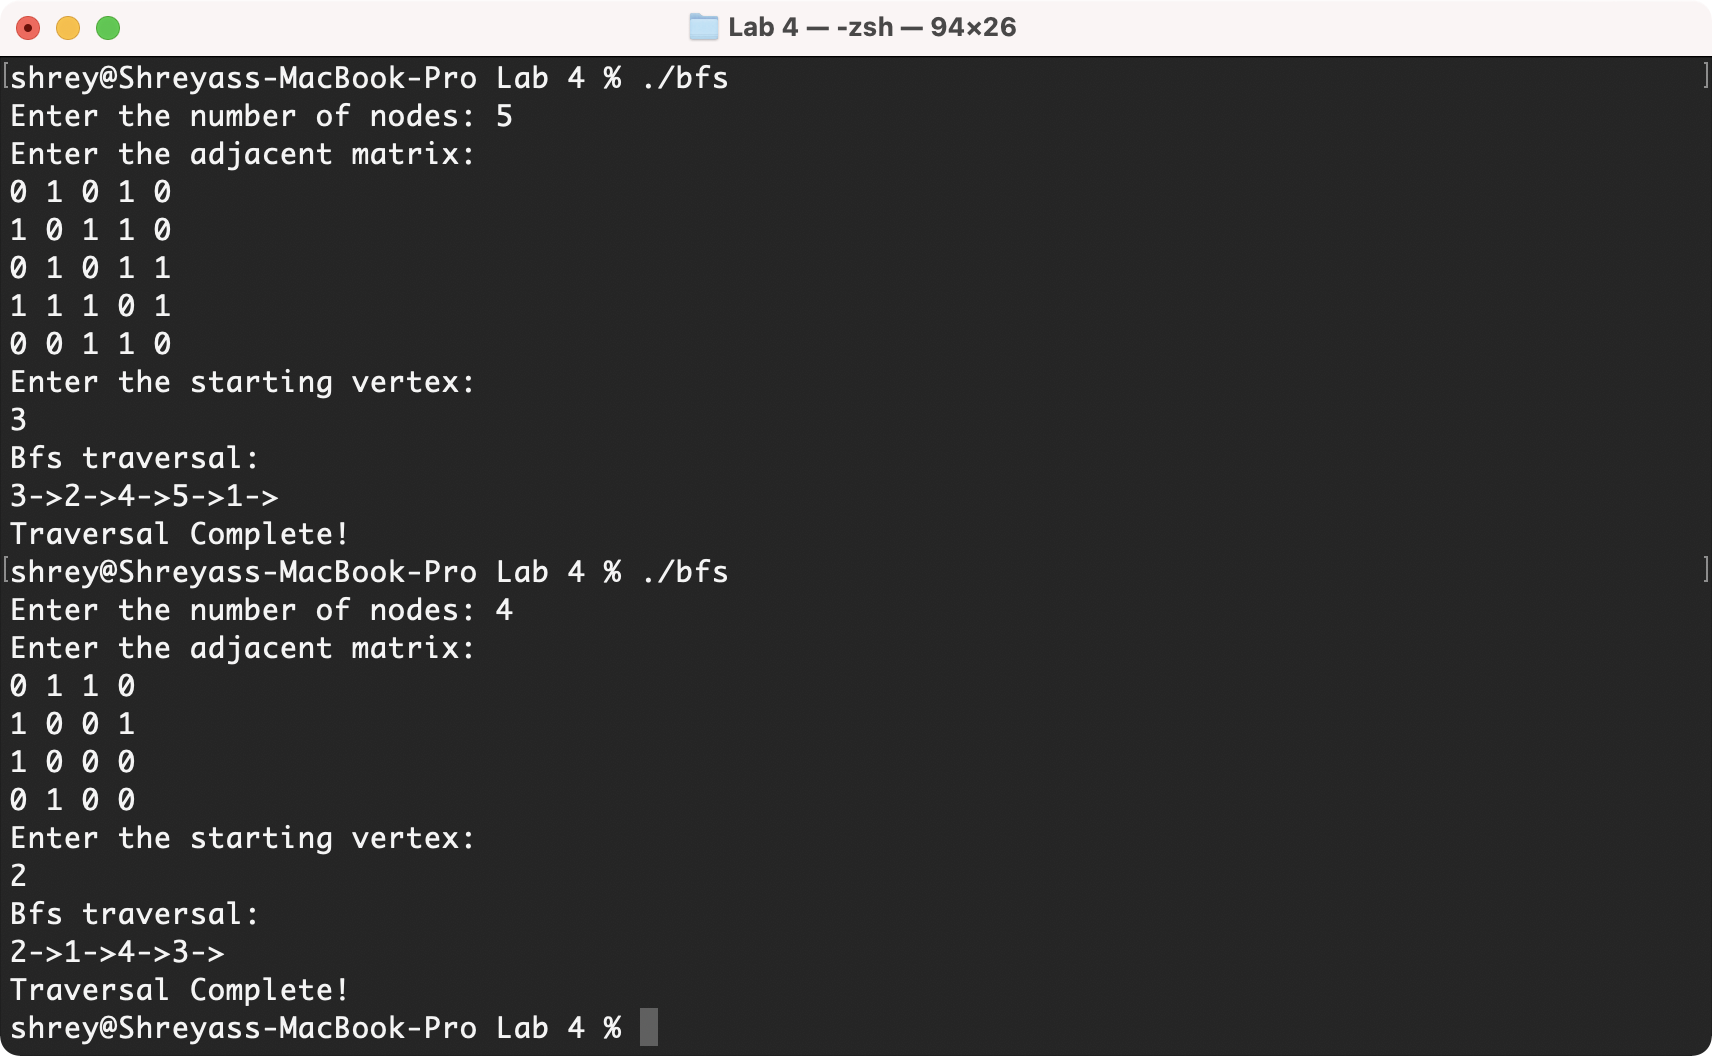 Lab 4 — -zsh — 94×26
[shrey@Shreyass-MacBook-Pro Lab 4 % ./bfs ]
Enter the number of nodes: 5
Enter the adjacent matrix:
0 1 0 1 0
1 0 1 1 0
0 1 0 1 1
1 1 1 0 1
0 0 1 1 0
Enter the starting vertex:
3
Bfs traversal:
3->2->4->5->1->
Traversal Complete!
[shrey@Shreyass-MacBook-Pro Lab 4 % ./bfs ]
Enter the number of nodes: 4
Enter the adjacent matrix:
0 1 1 0
1 0 0 1
1 0 0 0
0 1 0 0
Enter the starting vertex:
2
Bfs traversal:
2->1->4->3->
Traversal Complete!
shrey@Shreyass-MacBook-Pro Lab 4 %